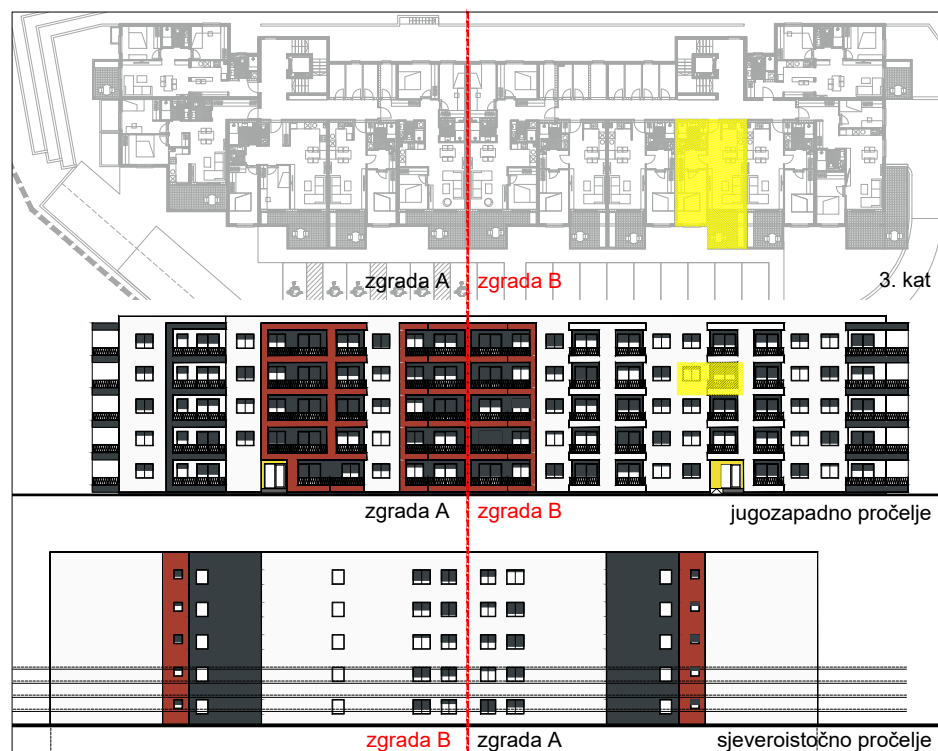 zgrada A zgrada B 3. kat
zgrada A zgrada B jugozapadno pročelje
zgrada B zgrada A sjeveroistočno pročelje